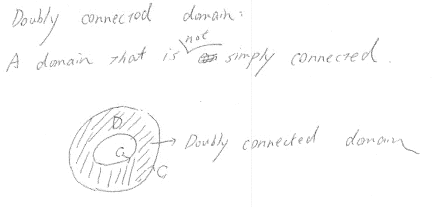 Doubly connected domain:
A domain that is not simply connected.
D
C₁
→ Doubly connected domain
C